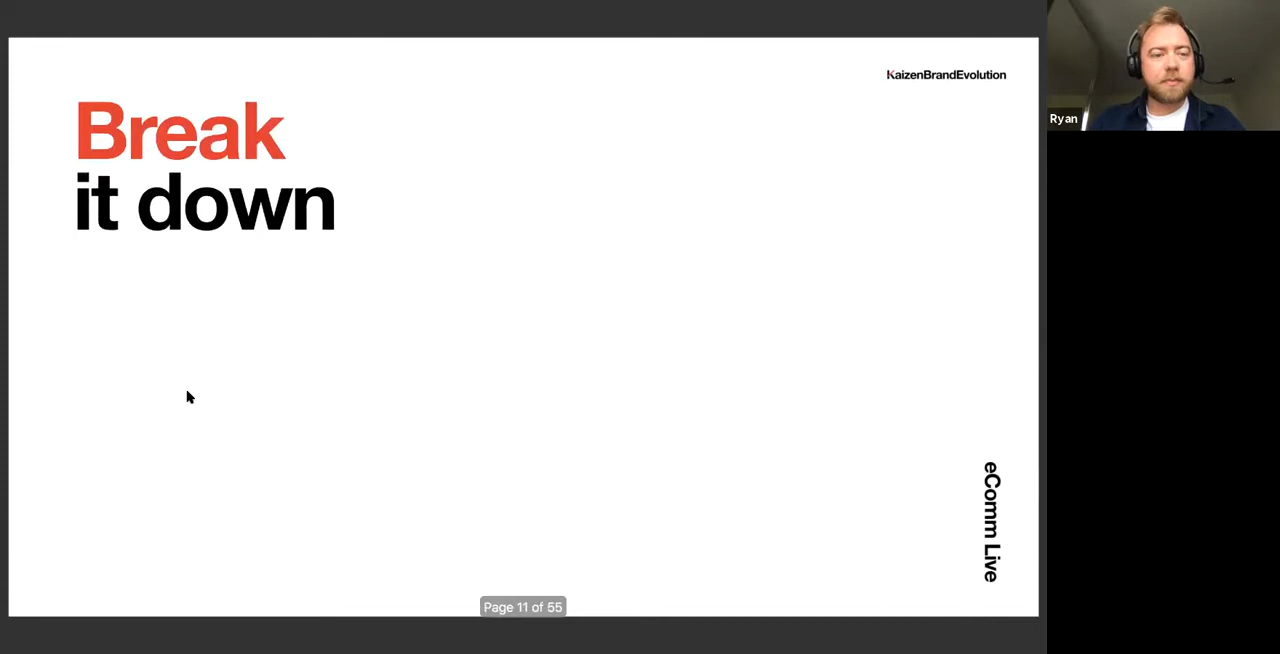 KaizenBrandEvolution
Break
it down
eComm Live
Page 11 of 55
Ryan